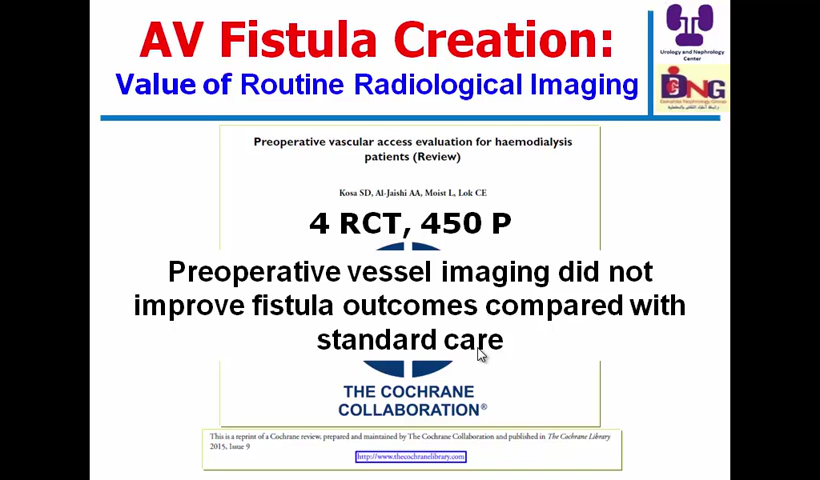 AV Fistula Creation:
Value of Routine Radiological Imaging
Urology and Nephrology
Center
DNG
Preoperative vascular access evaluation for haemodialysis
patients (Review)
Kosa SD, Al-Jaishi AA, Moist L, Lok CE
4 RCT, 450 P
Preoperative vessel imaging did not
improve fistula outcomes compared with
standard care
THE COCHRANE
COLLABORATION®
This is a reprint of a Cochrane review, prepared and maintained by The Cochrane Collaboration and published in The Cochrane Library
2015, Issue 9
http://www.thecochranelibrary.com